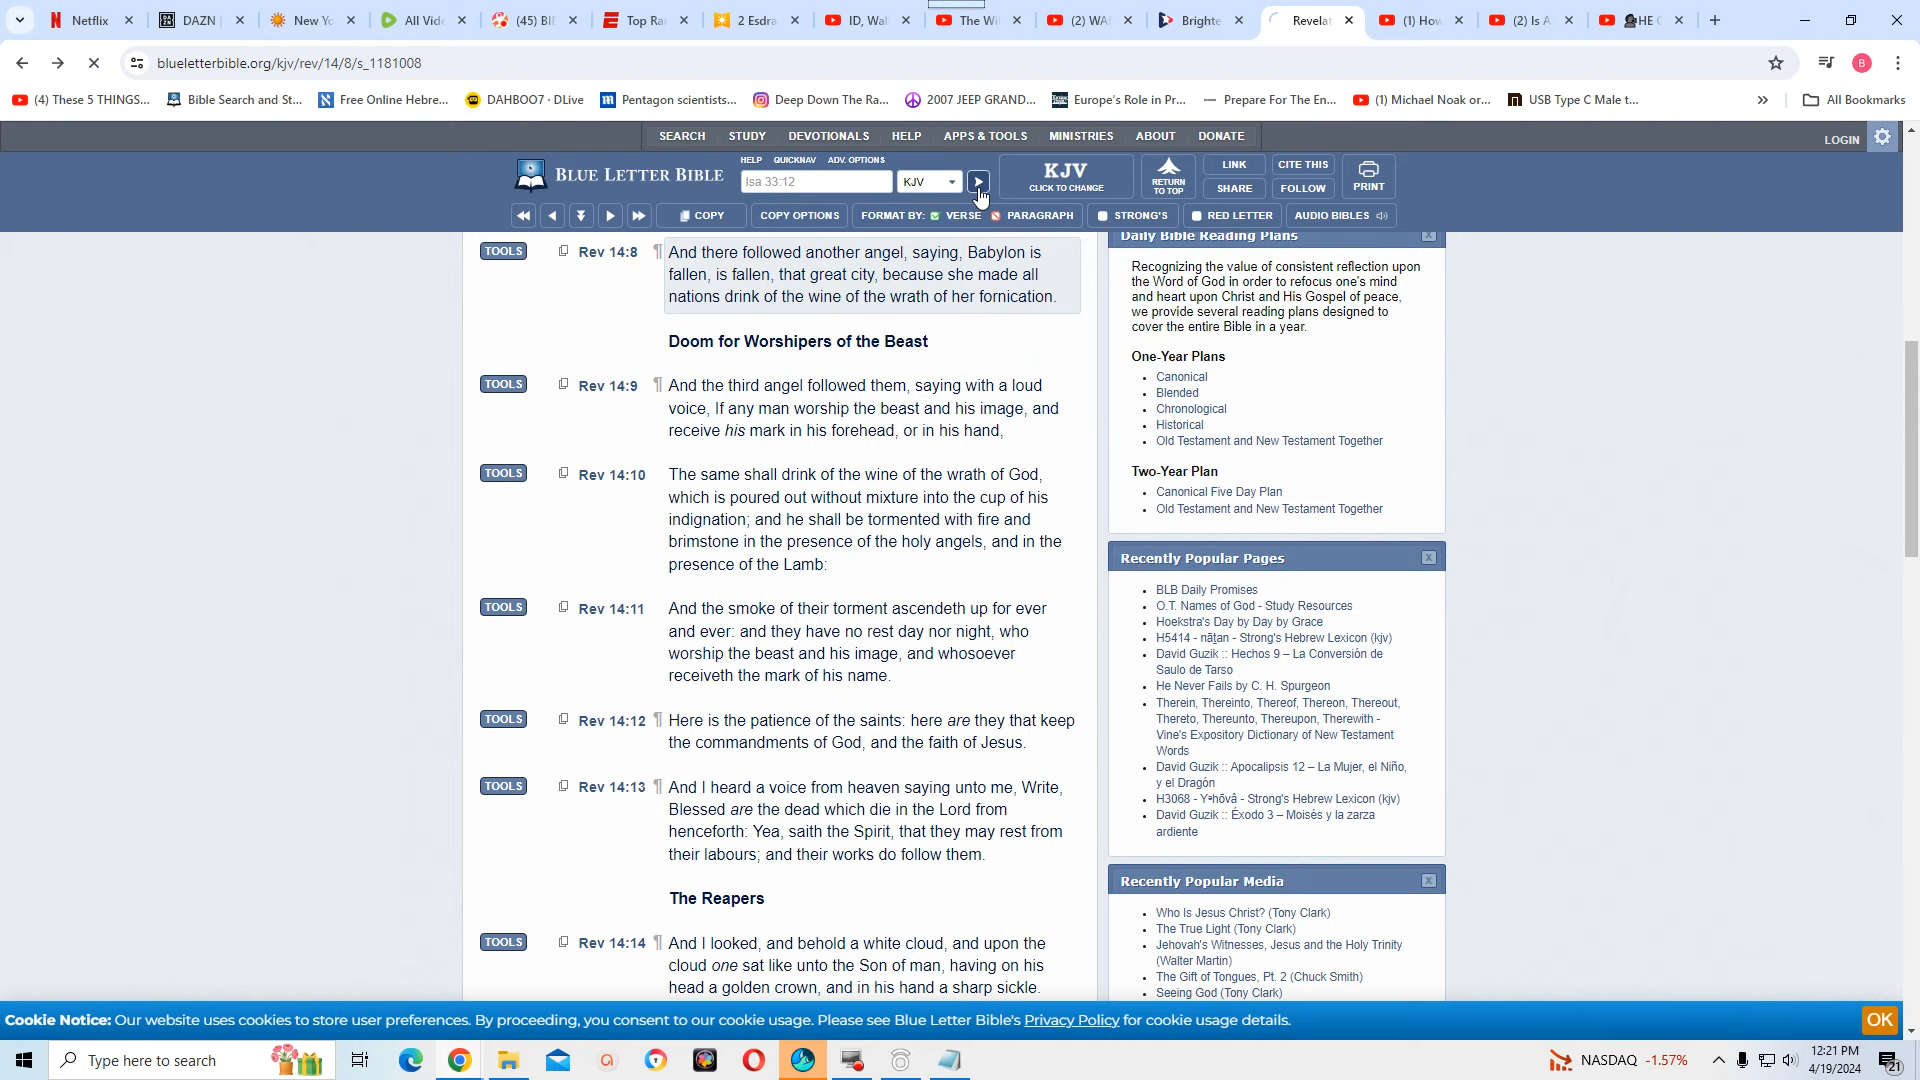 Netflix
DAZN |
New Yo
All Vide
(45) BI
Top Ra
2 Esdra
ID, Wal
The Wi
(2) WA
Brighte
Revelat
(1) How
(2) Is A
HE
blueletterbible.org/kjv/rev/14/8/s_1181008
B
(4) These 5 THINGS...
Bible Search and St...
Free Online Hebre...
DAHBOO7 · DLive
Pentagon scientists...
Deep Down The Ra...
2007 JEEP GRAND...
Europe's Role in Pr...
Prepare For The En...
(1) Michael Noak or...
USB Type C Male t...
All Bookmarks
SEARCH
STUDY
DEVOTIONALS
HELP
APPS & TOOLS
MINISTRIES
ABOUT
DONATE
LOGIN
BLUE LETTER BIBLE
HELP
QUICKNAV
ADV. OPTIONS
Isa 33:12
KJV
KJV
CLICK TO CHANGE
RETURN
TO TOP
LINK
CITE THIS
SHARE
FOLLOW
PRINT
COPY
COPY OPTIONS
FORMAT BY:
VERSE
PARAGRAPH
STRONG'S
RED LETTER
AUDIO BIBLES
TOOLS
Rev 14:8
¶ And there followed another angel, saying, Babylon is
fallen, is fallen, that great city, because she made all
nations drink of the wine of the wrath of her fornication.
Doom for Worshipers of the Beast
TOOLS
Rev 14:9
¶ And the third angel followed them, saying with a loud
voice, If any man worship the beast and his image, and
receive his mark in his forehead, or in his hand,
TOOLS
Rev 14:10
The same shall drink of the wine of the wrath of God,
which is poured out without mixture into the cup of his
indignation; and he shall be tormented with fire and
brimstone in the presence of the holy angels, and in the
presence of the Lamb:
TOOLS
Rev 14:11
And the smoke of their torment ascendeth up for ever
and ever: and they have no rest day nor night, who
worship the beast and his image, and whosoever
receiveth the mark of his name.
TOOLS
Rev 14:12
¶ Here is the patience of the saints: here are they that keep
the commandments of God, and the faith of Jesus.
TOOLS
Rev 14:13
¶ And I heard a voice from heaven saying unto me, Write,
Blessed are the dead which die in the Lord from
henceforth: Yea, saith the Spirit, that they may rest from
their labours; and their works do follow them.
The Reapers
TOOLS
Rev 14:14
¶ And I looked, and behold a white cloud, and upon the
cloud one sat like unto the Son of man, having on his
head a golden crown, and in his hand a sharp sickle.
Daily Bible Reading Plans
Recognizing the value of consistent reflection upon
the Word of God in order to refocus one's mind
and heart upon Christ and His Gospel of peace,
we provide several reading plans designed to
cover the entire Bible in a year.
One-Year Plans
Canonical
Blended
Chronological
Historical
Old Testament and New Testament Together
Two-Year Plan
Canonical Five Day Plan
Old Testament and New Testament Together
Recently Popular Pages
BLB Daily Promises
O.T. Names of God - Study Resources
Hoekstra's Day by Day by Grace
H5414 - nāṯan - Strong's Hebrew Lexicon (kjv)
David Guzik :: Hechos 9 – La Conversión de
Saulo de Tarso
He Never Fails by C. H. Spurgeon
Therein, Thereinto, Thereof, Thereon, Thereout,
Thereto, Thereunto, Thereupon, Therewith -
Vine's Expository Dictionary of New Testament
Words
David Guzik :: Apocalipsis 12 – La Mujer, el Niño,
y el Dragón
H3068 - Yᵊhōvâ - Strong's Hebrew Lexicon (kjv)
David Guzik :: Éxodo 3 – Moisés y la zarza
ardiente
Recently Popular Media
Who Is Jesus Christ? (Tony Clark)
The True Light (Tony Clark)
Jehovah's Witnesses, Jesus and the Holy Trinity
(Walter Martin)
The Gift of Tongues, Pt. 2 (Chuck Smith)
Seeing God (Tony Clark)
Cookie Notice: Our website uses cookies to store user preferences. By proceeding, you consent to our cookie usage. Please see Blue Letter Bible's Privacy Policy for cookie usage details.
OK
Type here to search
NASDAQ -1.57%
12:21 PM
4/19/2024
21